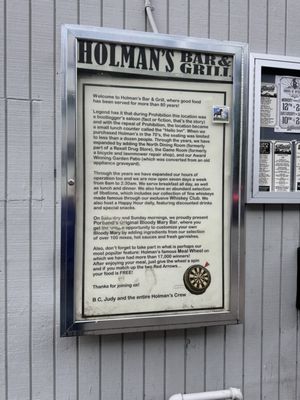 HOLMAN'S BAR &
GRILL
Welcome to Holman's Bar & Grill, where good food
has been served for more than 80 years!
Legend has it that during Prohibition this location was
a bootlegger's saloon (fact or fiction, that's the story)
and with the repeal of Prohibition, the location became
a small lunch counter called the "Hello Inn". When we
purchased Holman's in the 70's, the seating was limited
to less than a dozen people. Through the years, we have
expanded by adding the North Dining Room (formerly
part of a Rexall Drug Store), the Game Room (formerly
a bicycle and lawnmower repair shop), and our Award
Winning Garden Patio (which was converted from an old
appliance graveyard).
Through the years we have expanded our hours of
operation too and we are now open seven days a week
from 8am to 2:30am. We serve breakfast all day, as well
as lunch and dinner. We also have an abundant selection
of libations, which includes an assortment of fine whiskeys
made famous through our exclusive Whiskey Club. We
also host a Happy Hour daily, featuring discounted drinks
and special snacks.
On Saturday and Sunday mornings, we proudly present
Portland's Original Bloody Mary Bar, where you
get the unique opportunity to customize your own
Bloody Mary by adding ingredients from our selection
of over 100 mixes, hot sauces and fresh garnishes.
Also, don't forget to take part in what is perhaps our
most popular feature: Holman's famous Meal Wheel on
which we have had more than 17,000 winners!
After enjoying your meal, just give the wheel a spin
and if you match up the two Red Arrows...
your food is FREE!
Thanks for joining us!
B C, Judy and the entire Holman's Crew